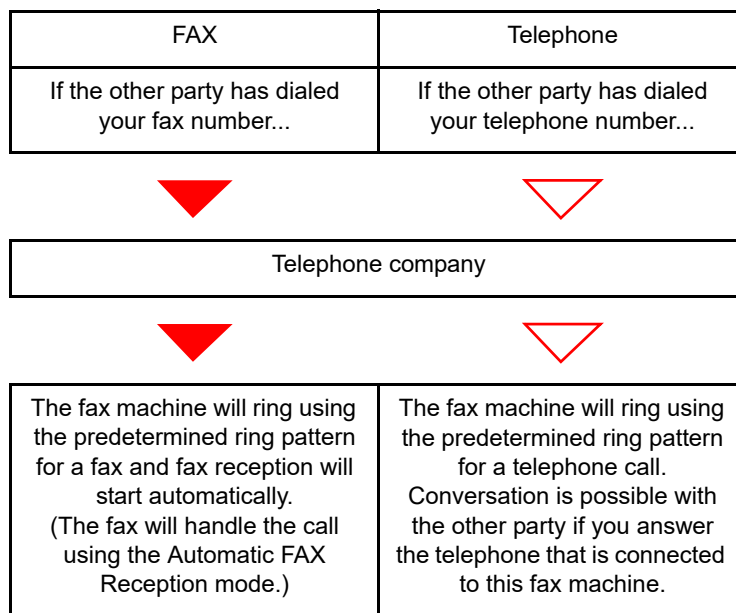 FAX
Telephone
If the other party has dialed
your fax number...
If the other party has dialed
your telephone number...
Telephone company
The fax machine will ring using
the predetermined ring pattern
for a fax and fax reception will
start automatically.
(The fax will handle the call
using the Automatic FAX
Reception mode.)
The fax machine will ring using
the predetermined ring pattern
for a telephone call.
Conversation is possible with
the other party if you answer
the telephone that is connected
to this fax machine.